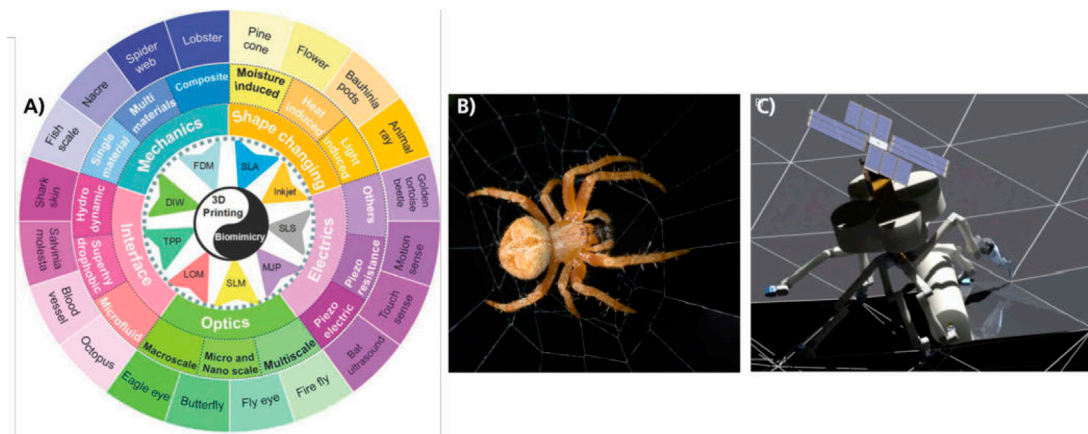 A)
Lobster
Pine
cone
Flower
Bauhinia
pods
Animal
ray
Golden
tortoise
beetle
Motion
sense
Touch
sense
Bat
ultrasound
Fire fly
Fly eye
Butterfly
Eagle eye
Octopus
Blood
vessel
Salvinia
molesta
Shark
skin
Fish
scale
Nacre
Spider
web
Composite
Moisture
induced
Heat
induced
Light
induced
Others
Piezo
resistance
Piezo
electric
Multiscale
Micro and
Nano scale
Macroscale
Microfluid
Superhy
drophobic
Hydro
dynamic
Single
material
Multi
materials
Mechanics
Shape changing
Electrics
Optics
Interface
FDM
SLA
Inkjet
SLS
MJP
SLM
LOM
TPP
DIW
3D
Printing
Biomimicry
B)
C)